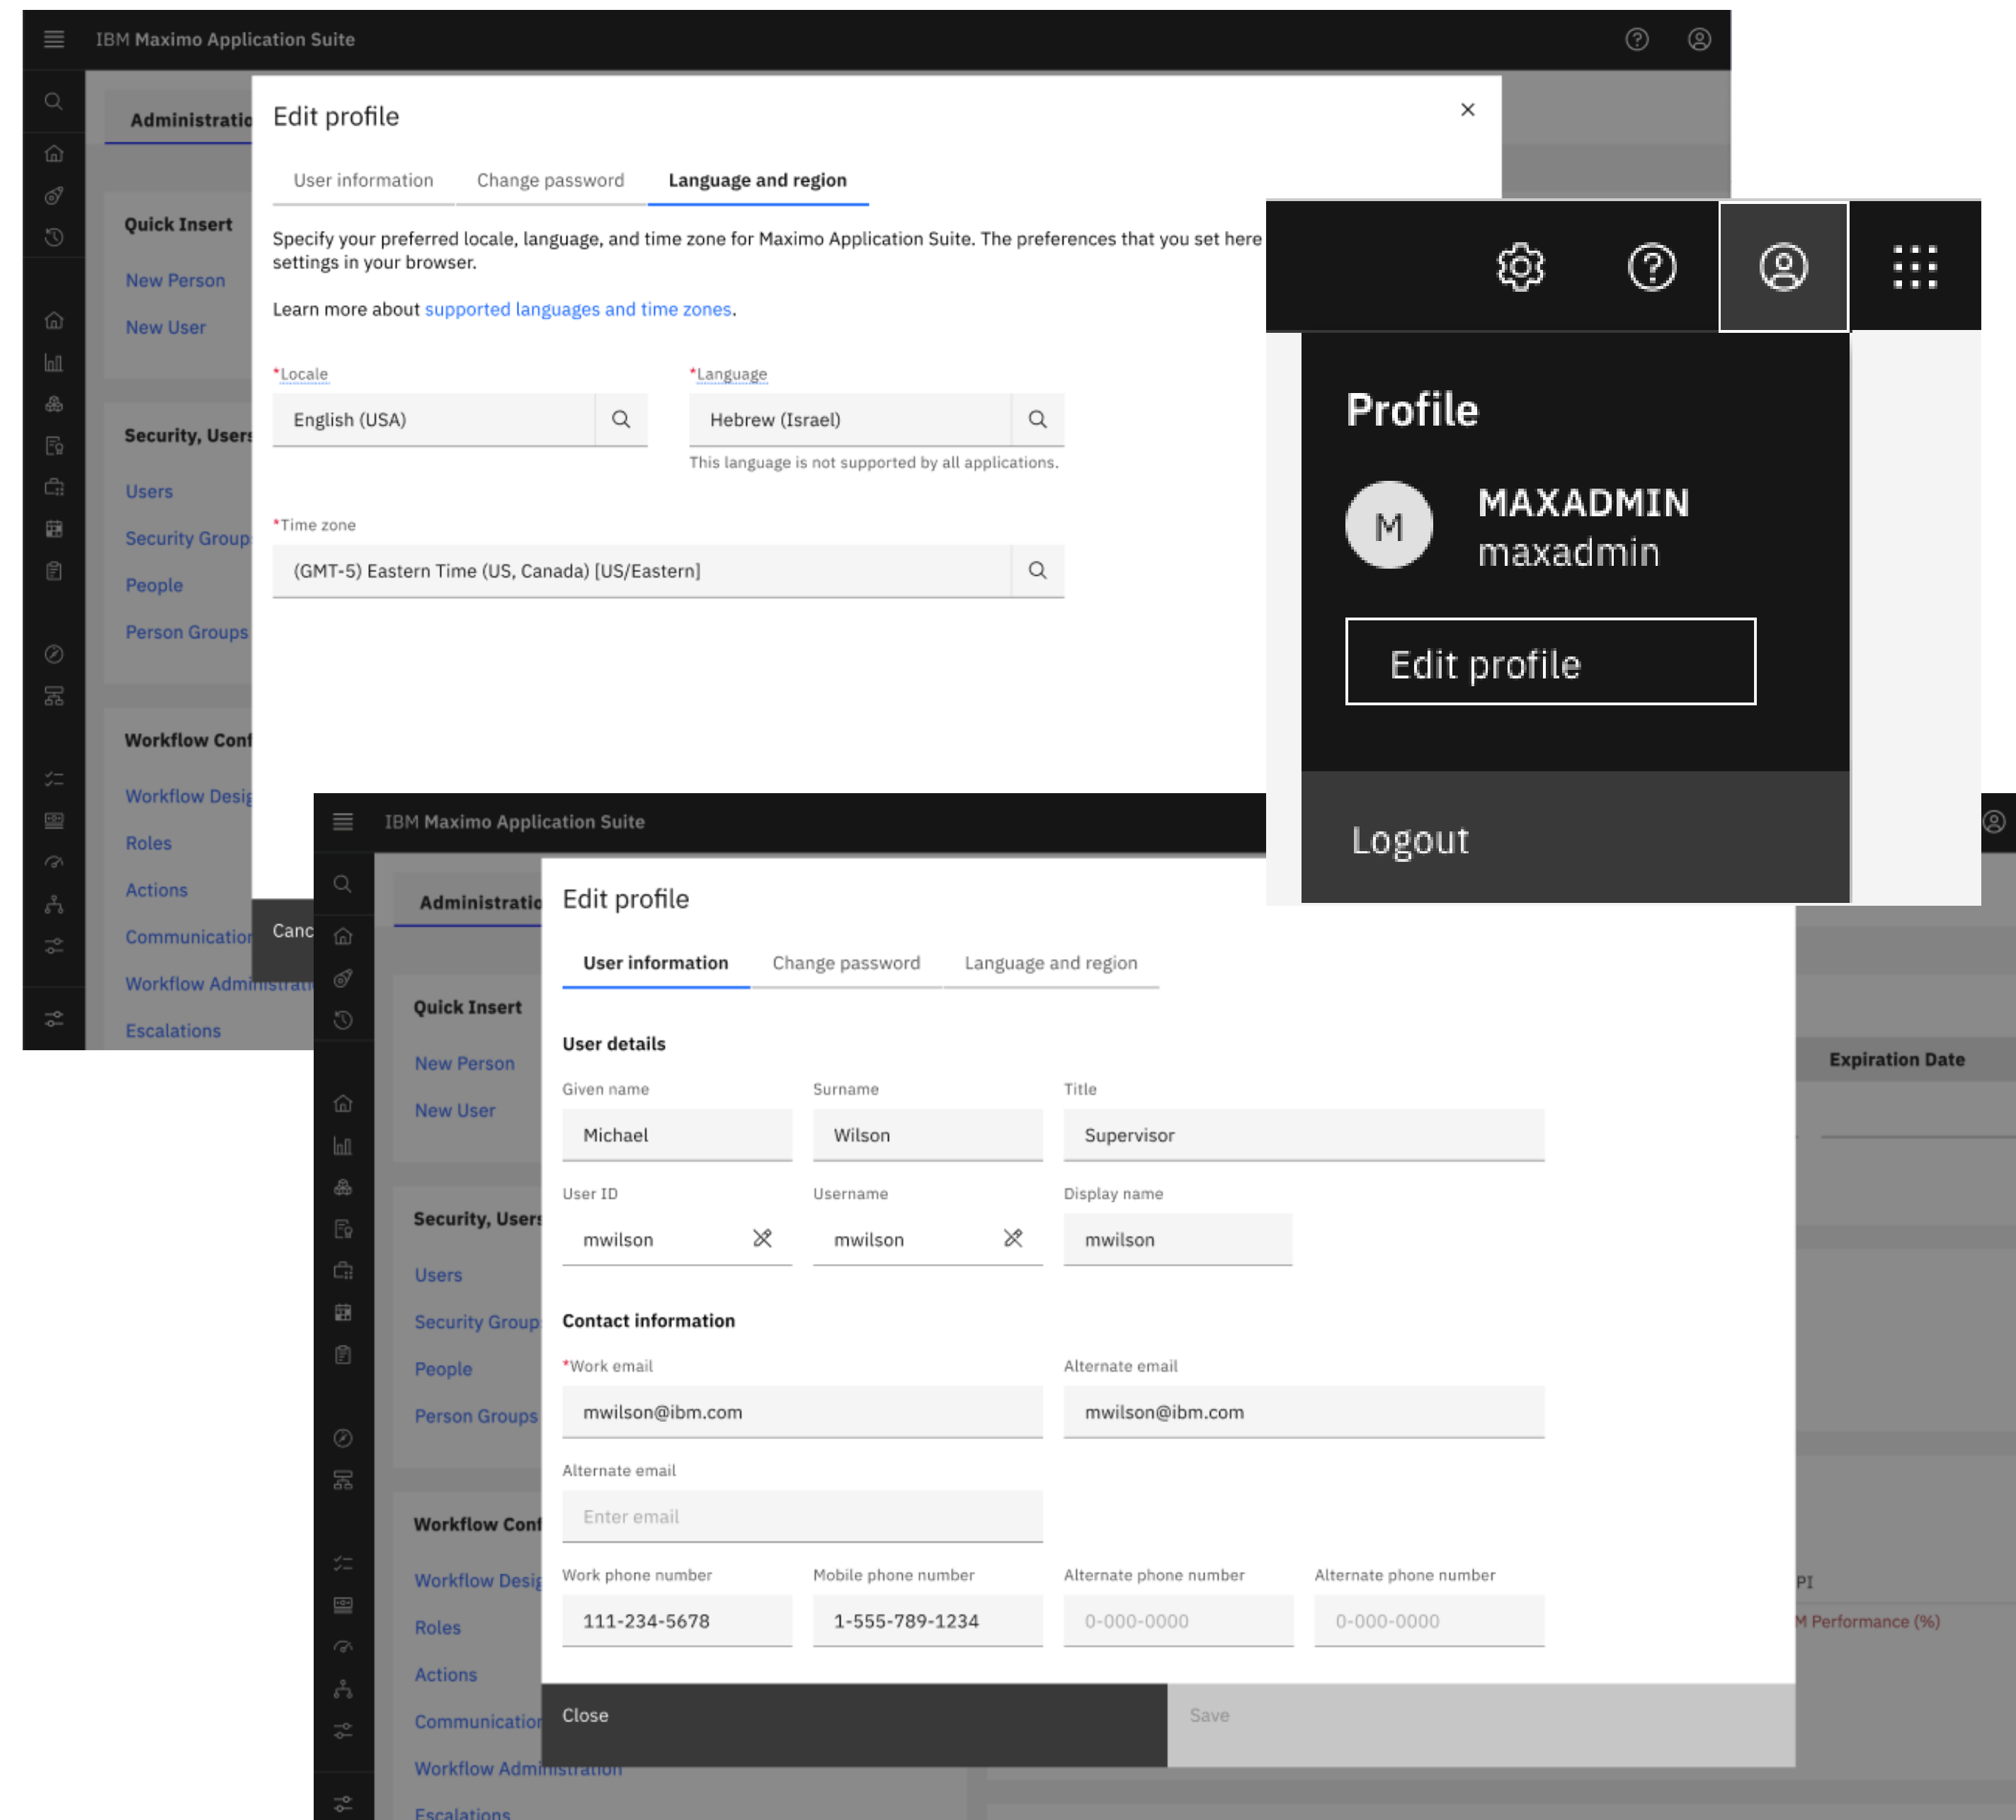 IBM Maximo Application Suite
Administratio
Quick Insert
New Person
New User
Security, Users
Users
Security Group
People
Person Groups
Workflow Conf
Workflow Desig
Roles
Actions
Communication
Workflow Administrati
Escalations
Edit profile
User information
Change password
Language and region
Specify your preferred locale, language, and time zone for Maximo Application Suite. The preferences that you set here
settings in your browser.
Learn more about supported languages and time zones.
*Locale
*Language
English (USA)
Hebrew (Israel)
This language is not supported by all applications.
*Time zone
(GMT-5) Eastern Time (US, Canada) [US/Eastern]
Canc
Profile
M
MAXADMIN
maxadmin
Edit profile
Logout
IBM Maximo Application Suite
Administratio
Quick Insert
New Person
New User
Security, Users
Users
Security Group
People
Person Groups
Workflow Conf
Workflow Desig
Roles
Actions
Communication
Workflow Administration
Escalations
Edit profile
User information
Change password
Language and region
User details
Given name
Surname
Title
Michael
Wilson
Supervisor
User ID
Username
Display name
mwilson
mwilson
mwilson
Contact information
*Work email
Alternate email
mwilson@ibm.com
mwilson@ibm.com
Alternate email
Enter email
Work phone number
Mobile phone number
Alternate phone number
Alternate phone number
111-234-5678
1-555-789-1234
0-000-0000
0-000-0000
Close
Save
Expiration Date
PI
M Performance (%)